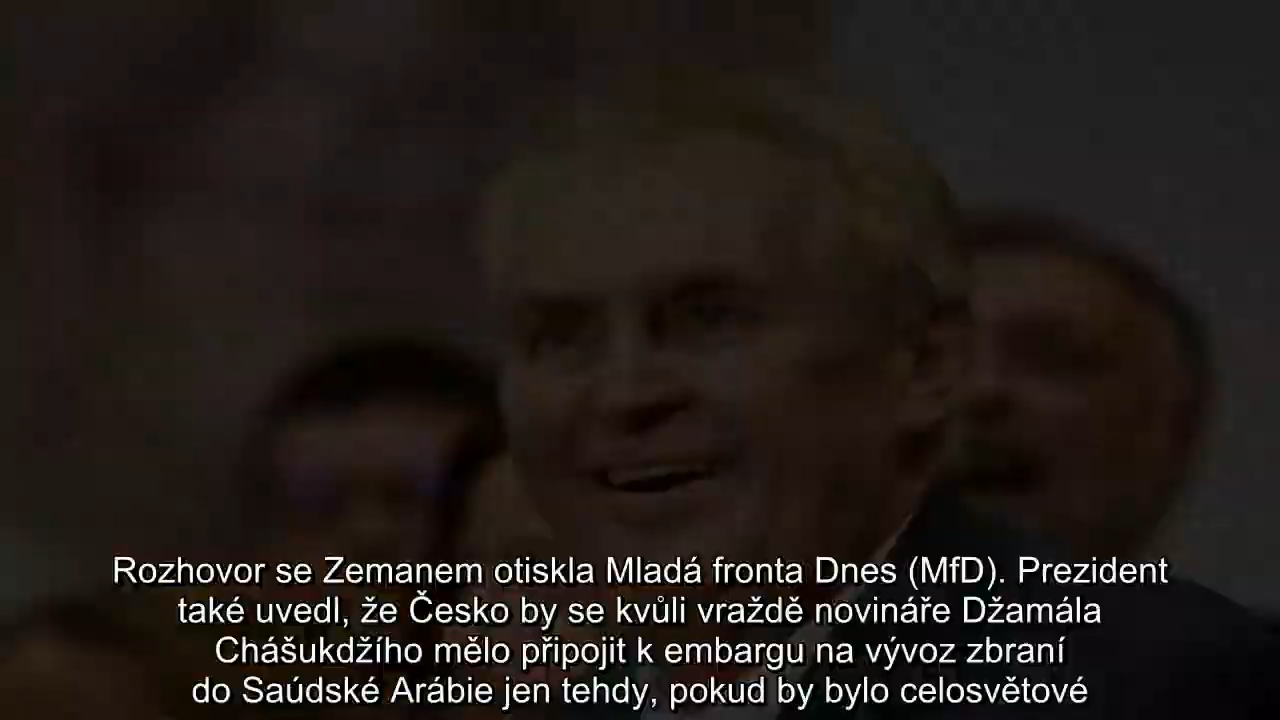 Rozhovor se Zemanem otiskla Mladá fronta Dnes (MfD). Prezident
také uvedl, že Česko by se kvůli vraždě novináře Džamála
Chášukdžího mělo připojit k embargu na vývoz zbraní
do Saúdské Arábie jen tehdy, pokud by bylo celosvětové